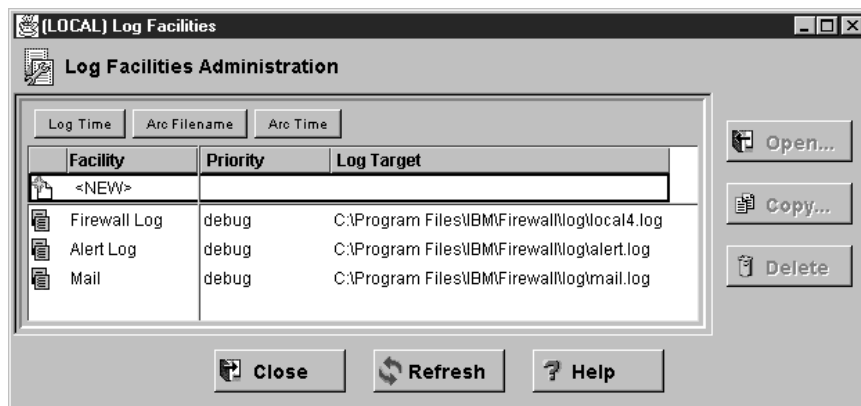 (LOCAL) Log Facilities
Log Facilities Administration
Log Time Arc Filename Arc Time
Facility Priority Log Target
<NEW>
Firewall Log debug C:\Program Files\IBM\Firewall\log\local4.log
Alert Log debug C:\Program Files\IBM\Firewall\log\alert.log
Mail debug C:\Program Files\IBM\Firewall\log\mail.log
Open...
Copy...
Delete
Close Refresh Help